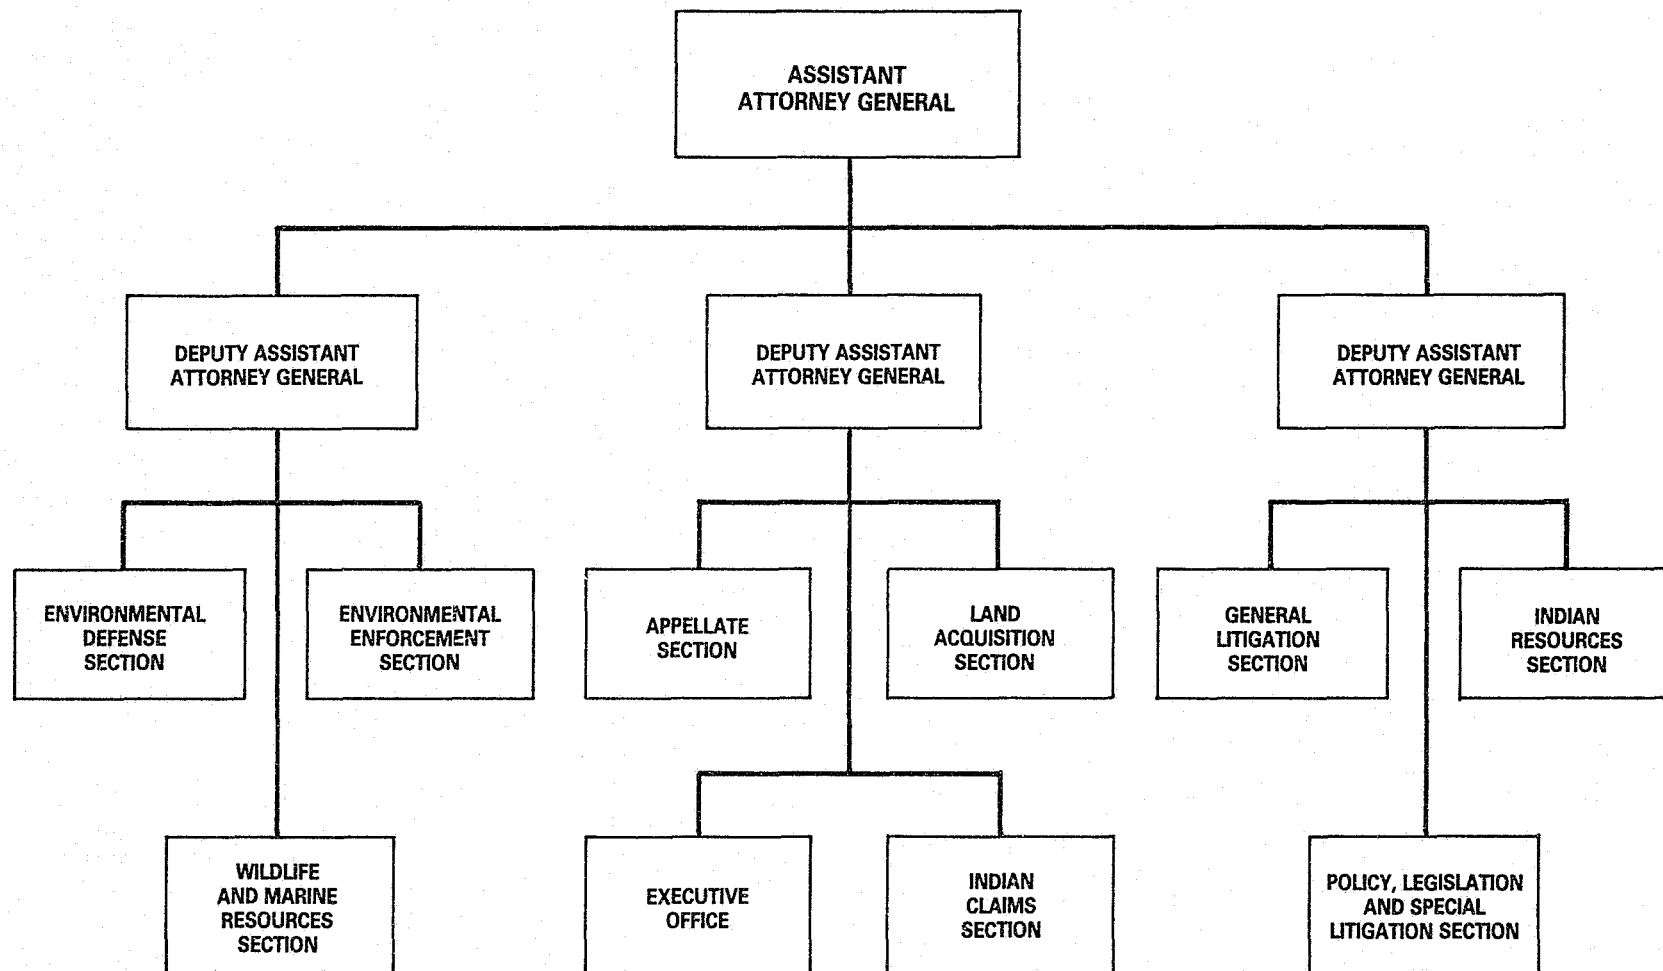 ASSISTANT
ATTORNEY GENERAL
DEPUTY ASSISTANT
ATTORNEY GENERAL
DEPUTY ASSISTANT
ATTORNEY GENERAL
DEPUTY ASSISTANT
ATTORNEY GENERAL
ENVIRONMENTAL
DEFENSE
SECTION
ENVIRONMENTAL
ENFORCEMENT
SECTION
APPELLATE
SECTION
LAND
ACQUISITION
SECTION
GENERAL
LITIGATION
SECTION
INDIAN
RESOURCES
SECTION
WILDLIFE
AND MARINE
RESOURCES
SECTION
EXECUTIVE
OFFICE
INDIAN
CLAIMS
SECTION
POLICY, LEGISLATION
AND SPECIAL
LITIGATION SECTION